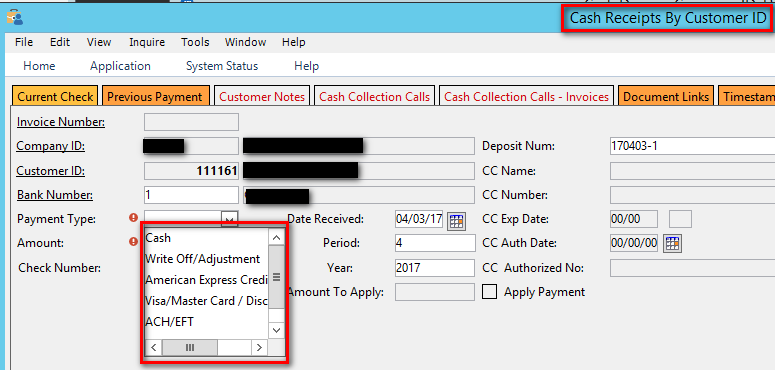 Cash Receipts By Customer ID
File Edit View Inquire Tools Window Help
Home Application System Status Help
Current Check Previous Payment Customer Notes Cash Collection Calls Cash Collection Calls - Invoices Document Links Timestam
Invoice Number:
Company ID: Deposit Num: 170403-1
Customer ID: 111161 CC Name:
Bank Number: 1 CC Number:
Payment Type: Date Received: 04/03/17 CC Exp Date: 00/00
Amount: Cash Period: 4 CC Auth Date: 00/00/00
Write Off/Adjustment
Check Number: American Express Credi Year: 2017 CC Authorized No:
Visa/Master Card / Disc Amount To Apply: Apply Payment
ACH/EFT